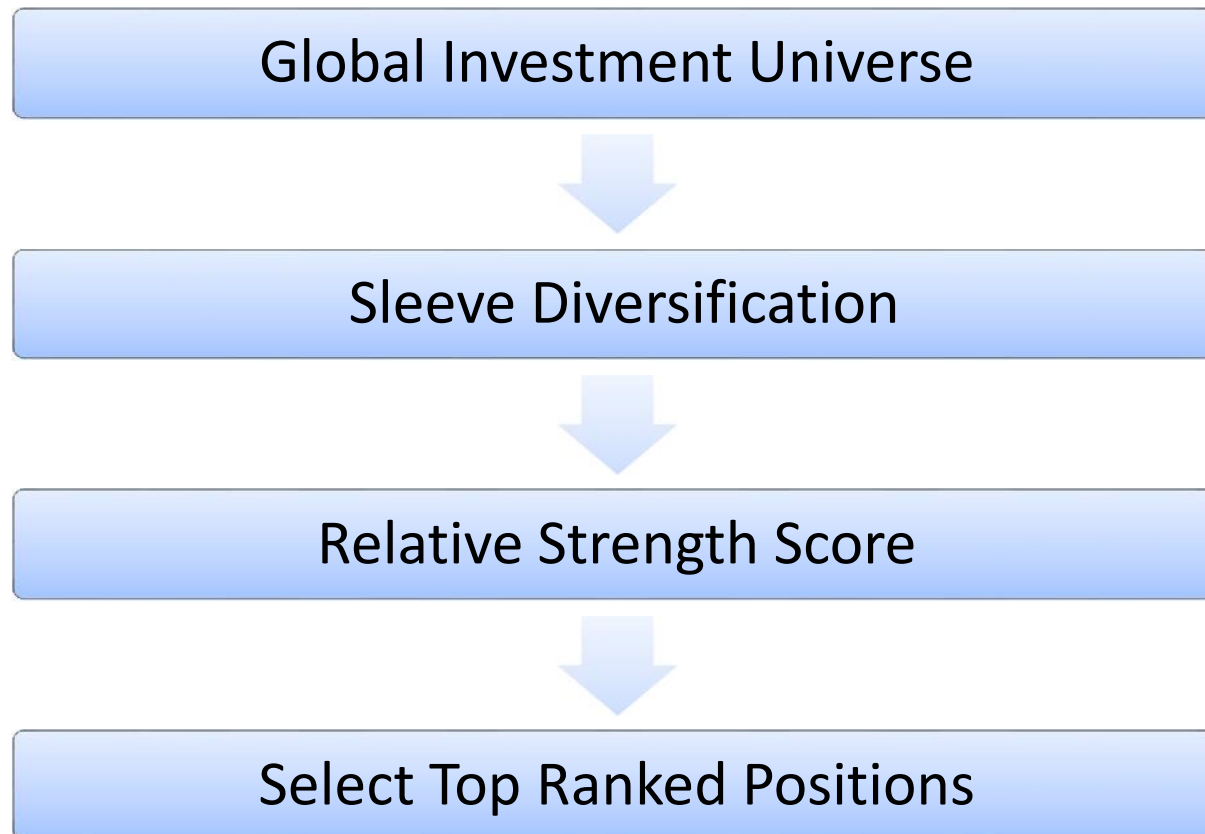 Global Investment Universe
Sleeve Diversification
Relative Strength Score
Select Top Ranked Positions